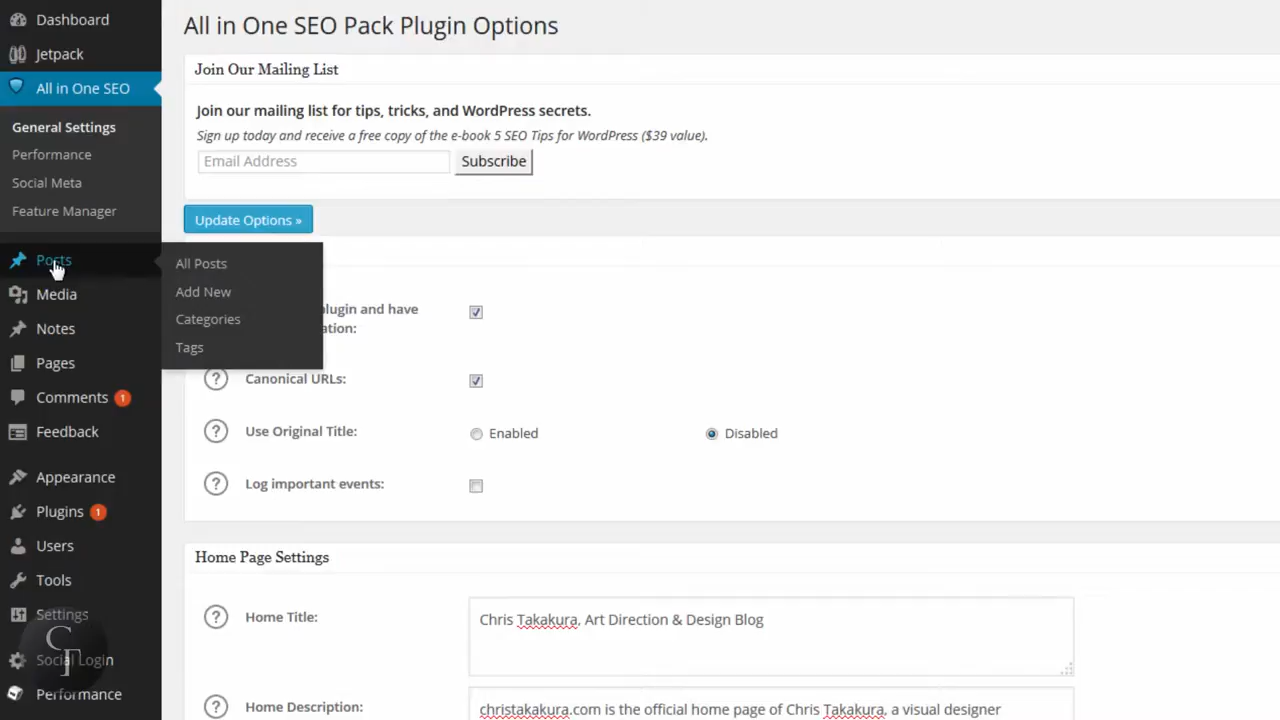 Dashboard
Jetpack
All in One SEO
General Settings
Performance
Social Meta
Feature Manager
Posts
All Posts
Add New
Categories
Tags
Media
Notes
Pages
Comments 1
Feedback
Appearance
Plugins 1
Users
Tools
Settings
Social Login
Performance
All in One SEO Pack Plugin Options
Join Our Mailing List
Join our mailing list for tips, tricks, and WordPress secrets.
Sign up today and receive a free copy of the e-book 5 SEO Tips for WordPress ($39 value).
Email Address Subscribe
Update Options »
plugin and have
Canonical URLs:
Use Original Title: Enabled Disabled
Log important events:
Home Page Settings
Home Title: Chris Takakura, Art Direction & Design Blog
Home Description: christakakura.com is the official home page of Chris Takakura, a visual designer